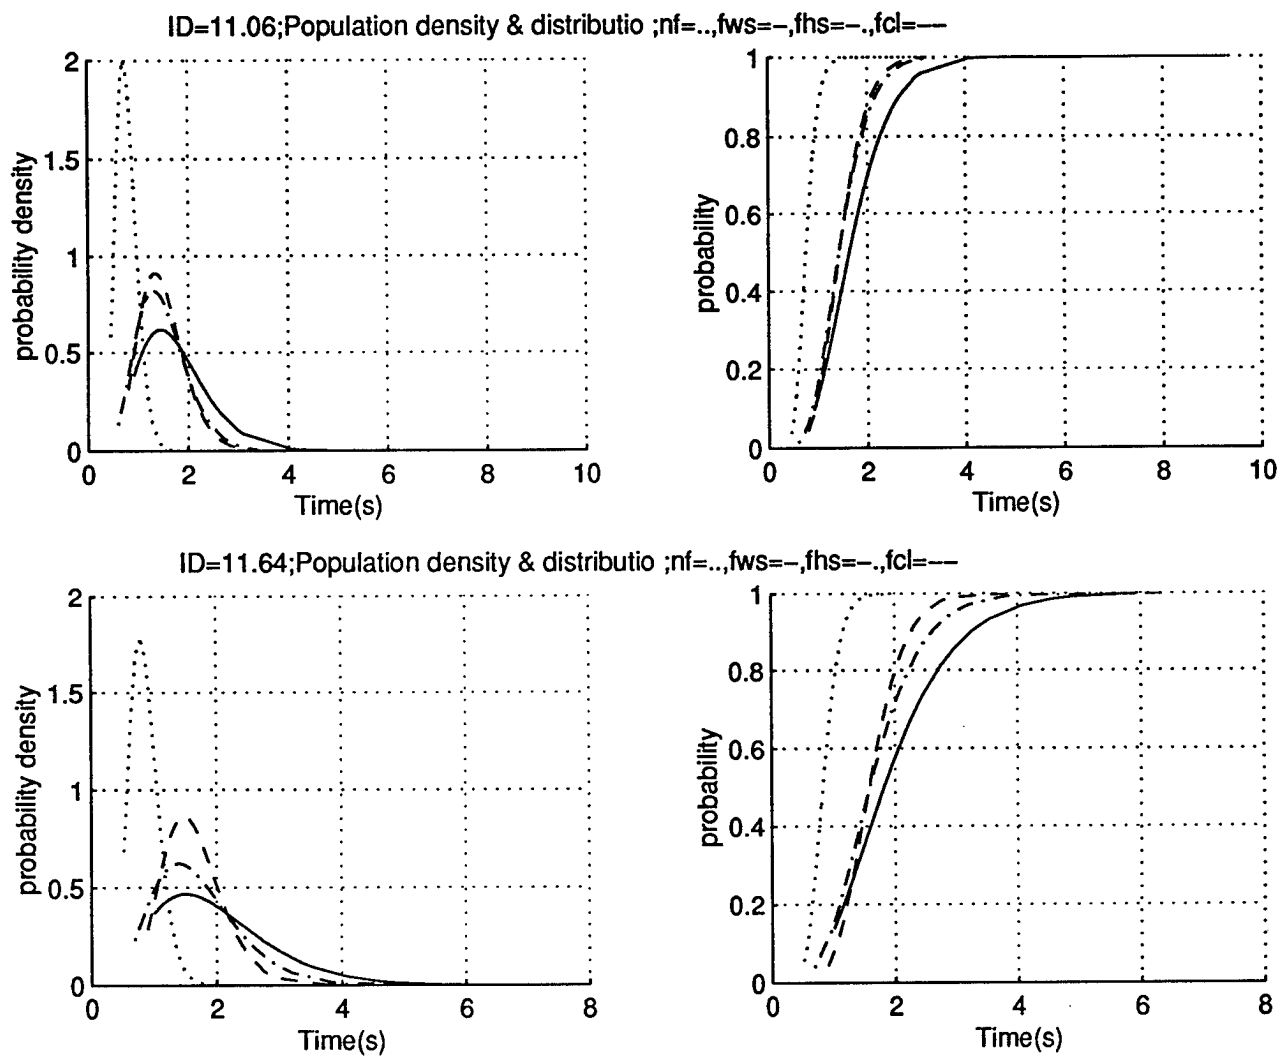 ID=11.06;Population density & distributio ;nf=..,fws=–,fhs=–.,fcl=––
2
1.5
1
0.5
0
probability density
0 2 4 6 8 10
Time(s)
1
0.8
0.6
0.4
0.2
0
probability
0 2 4 6 8 10
Time(s)
ID=11.64;Population density & distributio ;nf=..,fws=–,fhs=–.,fcl=––
2
1.5
1
0.5
0
probability density
0 2 4 6 8
Time(s)
1
0.8
0.6
0.4
0.2
0
probability
0 2 4 6 8
Time(s)